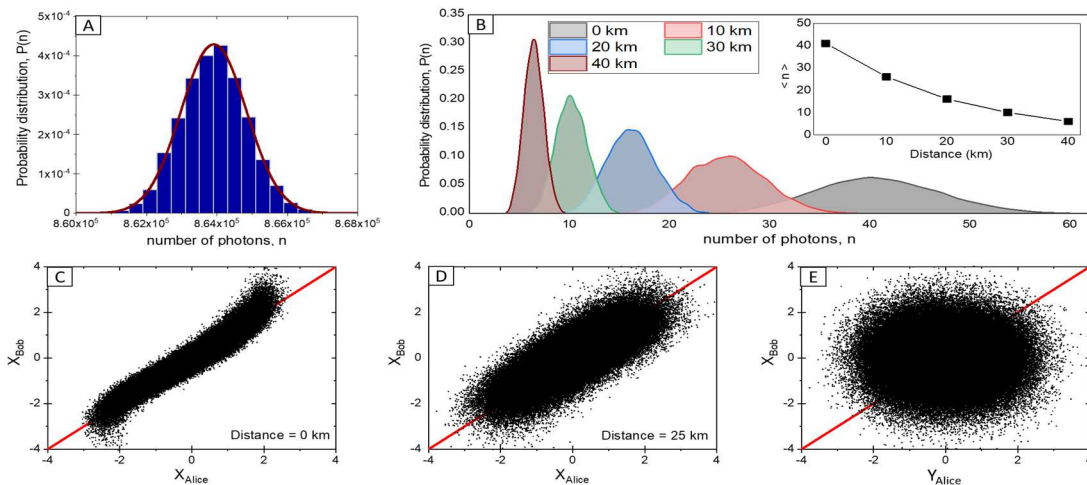 A
Probability distribution, P(n)
5x10⁻⁴
4x10⁻⁴
3x10⁻⁴
2x10⁻⁴
1x10⁻⁴
0
8.60x10⁵
8.62x10⁵
8.64x10⁵
8.66x10⁵
8.68x10⁵
number of photons, n
B
Probability distribution, P(n)
0.35
0.30
0.25
0.20
0.15
0.10
0.05
0.00
0 km
10 km
20 km
30 km
40 km
< n >
50
40
30
20
10
0
0
10
20
30
40
Distance (km)
10
20
30
40
50
60
number of photons, n
C
X_Bob
4
2
0
-2
-4
Distance = 0 km
-4
-2
0
2
4
X_Alice
D
X_Bob
4
2
0
-2
-4
Distance = 25 km
-4
-2
0
2
4
X_Alice
E
X_Bob
4
2
0
-2
-4
-4
-2
0
2
4
Y_Alice